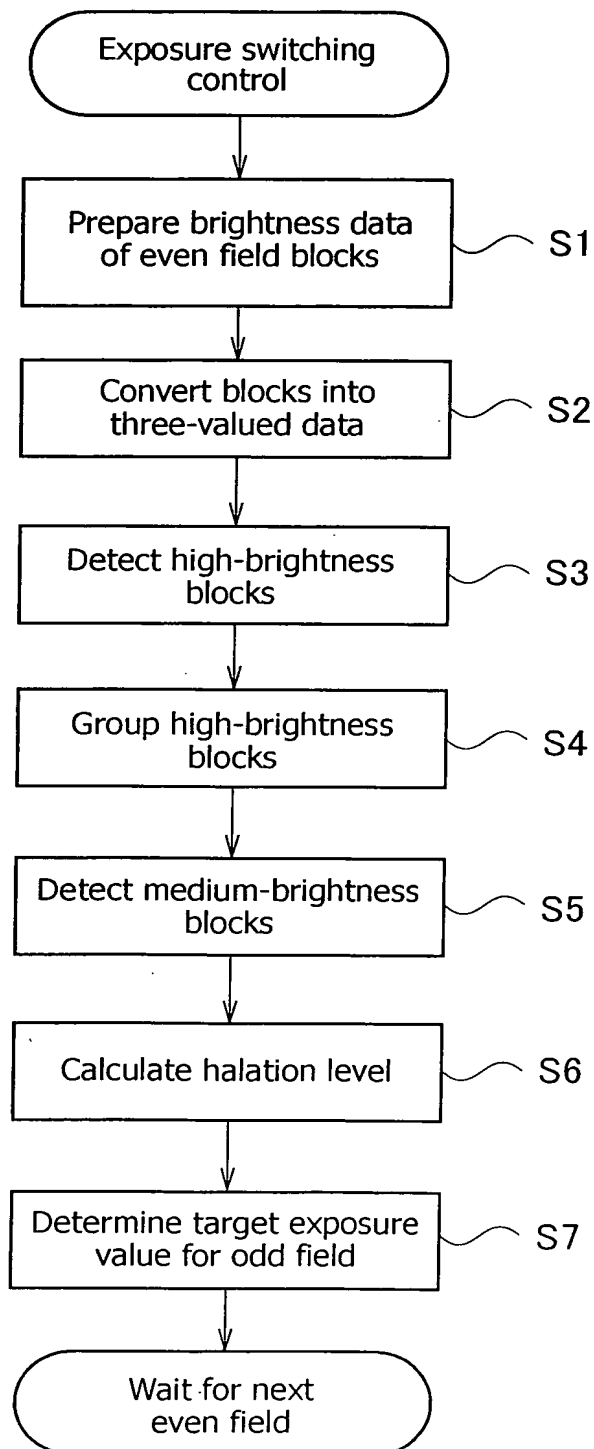 Exposure switching
control
Prepare brightness data
of even field blocks
S1
Convert blocks into
three-valued data
S2
Detect high-brightness
blocks
S3
Group high-brightness
blocks
S4
Detect medium-brightness
blocks
S5
Calculate halation level
S6
Determine target exposure
value for odd field
S7
Wait for next
even field